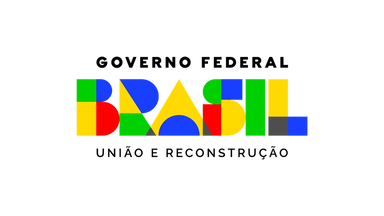 GOVERNO FEDERAL
BRASIL
UNIÃO E RECONSTRUÇÃO